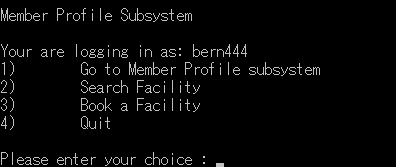 Member Profile Subsystem
Your are logging in as: bern444
1) Go to Member Profile subsystem
2) Search Facility
3) Book a Facility
4) Quit
Please enter your choice : _